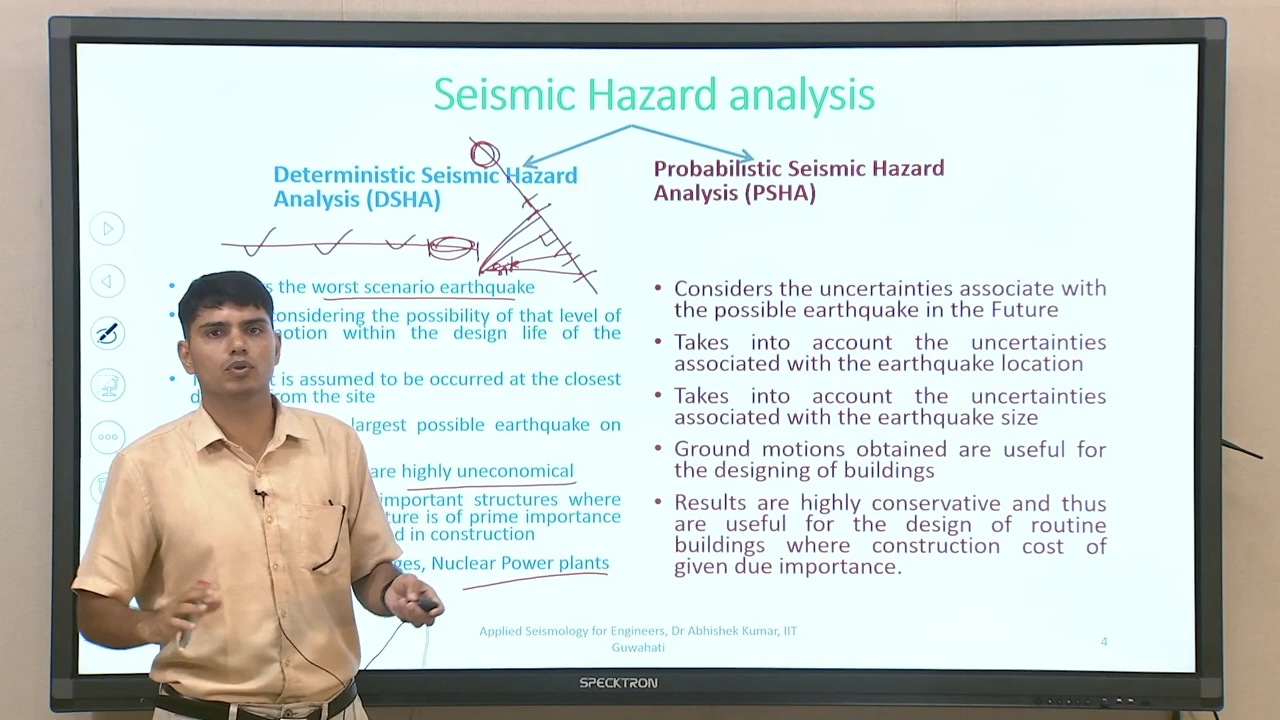 Seismic Hazard analysis
Deterministic Seismic Hazard
Analysis (DSHA)
site
s the worst scenario earthquake
considering the possibility of that level of
otion within the design life of the
t is assumed to be occurred at the closest
d from the site
largest possible earthquake on
are highly uneconomical
important structures where
ture is of prime importance
d in construction
ges, Nuclear Power plants
Probabilistic Seismic Hazard
Analysis (PSHA)
• Considers the uncertainties associate with
the possible earthquake in the Future
• Takes into account the uncertainties
associated with the earthquake location
• Takes into account the uncertainties
associated with the earthquake size
• Ground motions obtained are useful for
the designing of buildings
• Results are highly conservative and thus
are useful for the design of routine
buildings where construction cost of
given due importance.
Applied Seismology for Engineers, Dr Abhishek Kumar, IIT
Guwahati
4
SPECKTRON